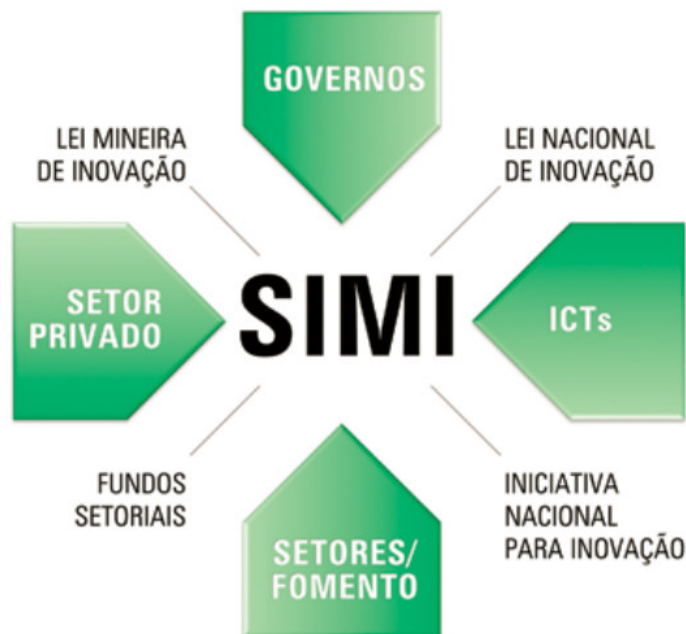 GOVERNOS
LEI MINEIRA
DE INOVAÇÃO
LEI NACIONAL
DE INOVAÇÃO
SETOR
PRIVADO
SIMI
ICTs
FUNDOS
SETORIAIS
SETORES/
FOMENTO
INICIATIVA
NACIONAL
PARA INOVAÇÃO